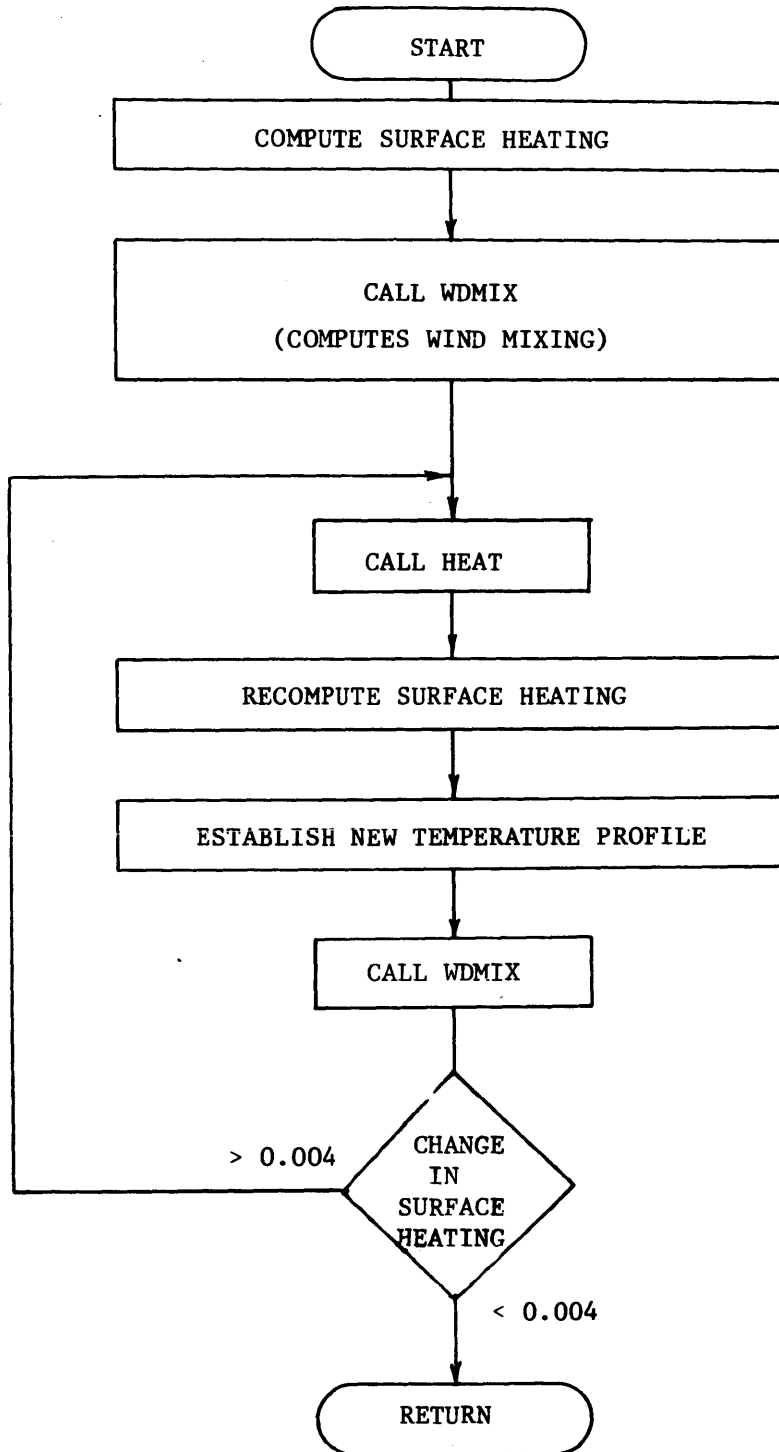 START
COMPUTE SURFACE HEATING
CALL WDMIX
(COMPUTES WIND MIXING)
CALL HEAT
RECOMPUTE SURFACE HEATING
ESTABLISH NEW TEMPERATURE PROFILE
CALL WDMIX
> 0.004
CHANGE
IN
SURFACE
HEATING
< 0.004
RETURN